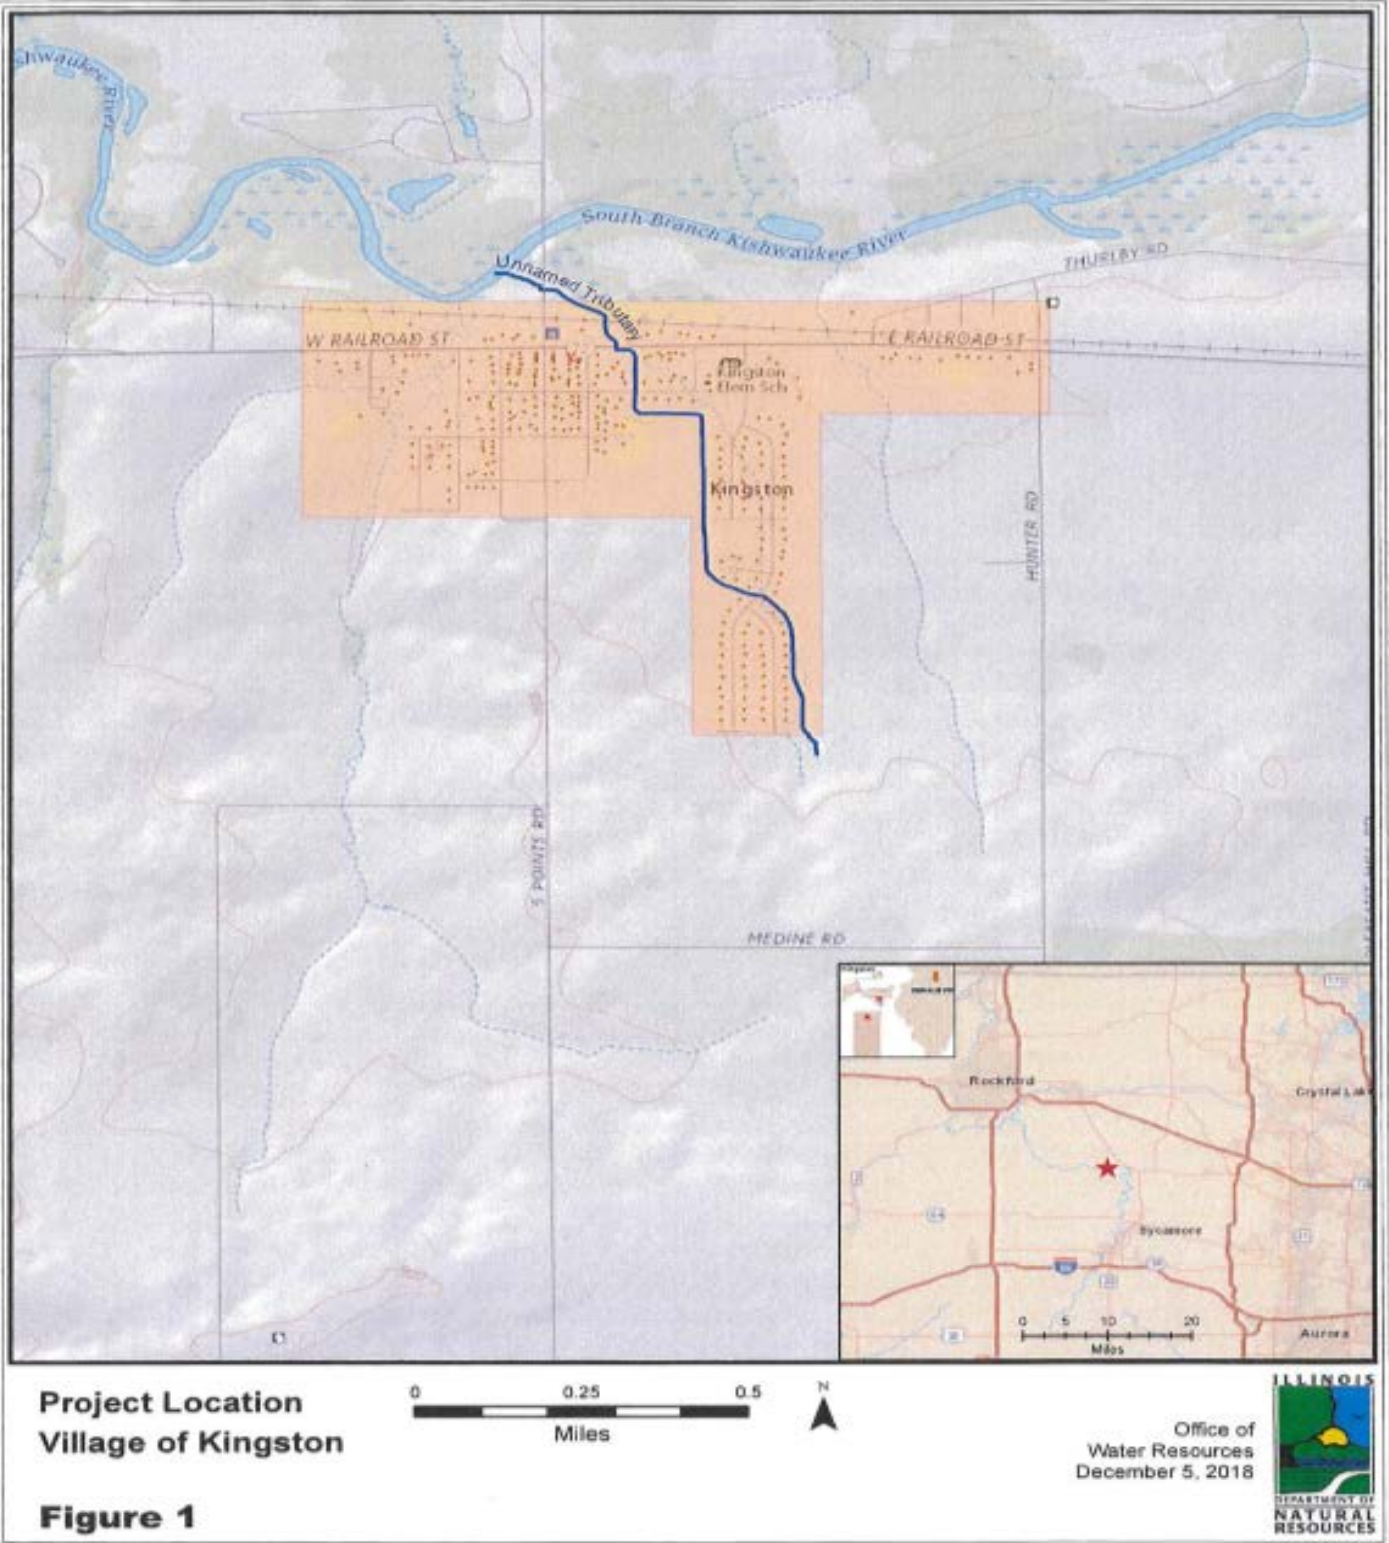 shwaukee River
South Branch Kishwaukee River
Unnamed Tributary
THURLBY RD
W RAILROAD ST
E RAILROAD ST
Kingston
Elem Sch
Kingston
HUNTER RD
S POINTS RD
MEDINE RD
Rockford
Crystal Lake
Sycamore
Aurora
0 5 10 20
Miles
Project Location
Village of Kingston
Figure 1
0 0.25 0.5
Miles
N
Office of
Water Resources
December 5, 2018
ILLINOIS
DEPARTMENT OF
NATURAL
RESOURCES